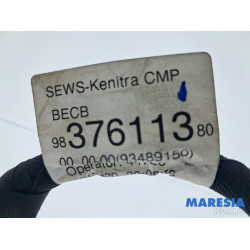 SEWS-Kenitra CMP
BECB
98 376113 80
00 00-00(93489150)
Operator:
MARESIA